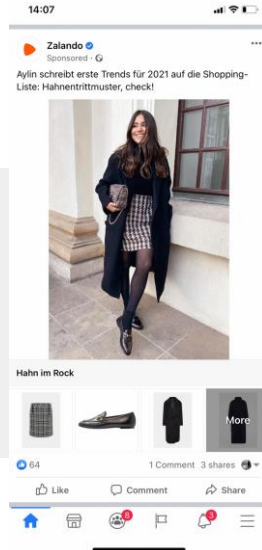 14:07
Zalando
Sponsored ·
Aylin schreibt erste Trends für 2021 auf die Shopping-
Liste: Hahnentrittmuster, check!
Hahn im Rock
More
64
1 Comment 3 shares
Like Comment Share
8
3